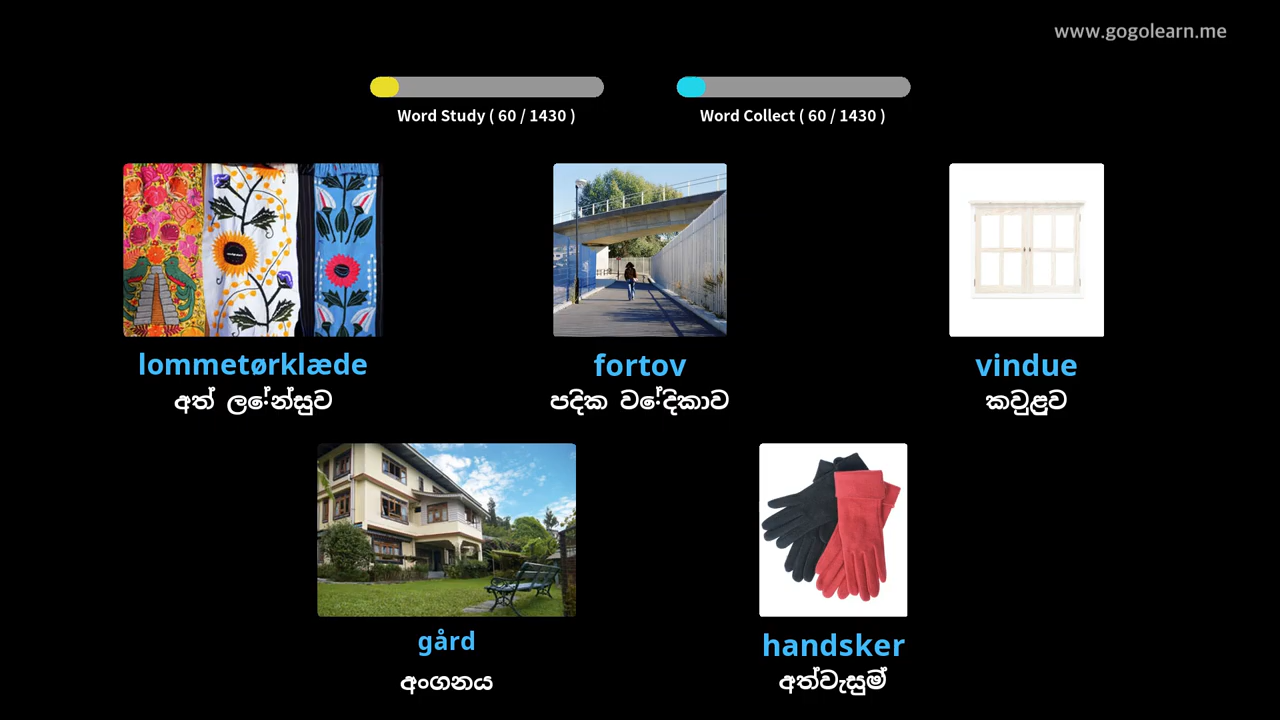 www.gogolearn.me
Word Study ( 60 / 1430 )
Word Collect ( 60 / 1430 )
lommetørklæde
අත් ලේන්සුව
fortov
පදික වේදිකාව
vindue
කවුළුව
gård
අංගනය
handsker
අත්වැසුම්